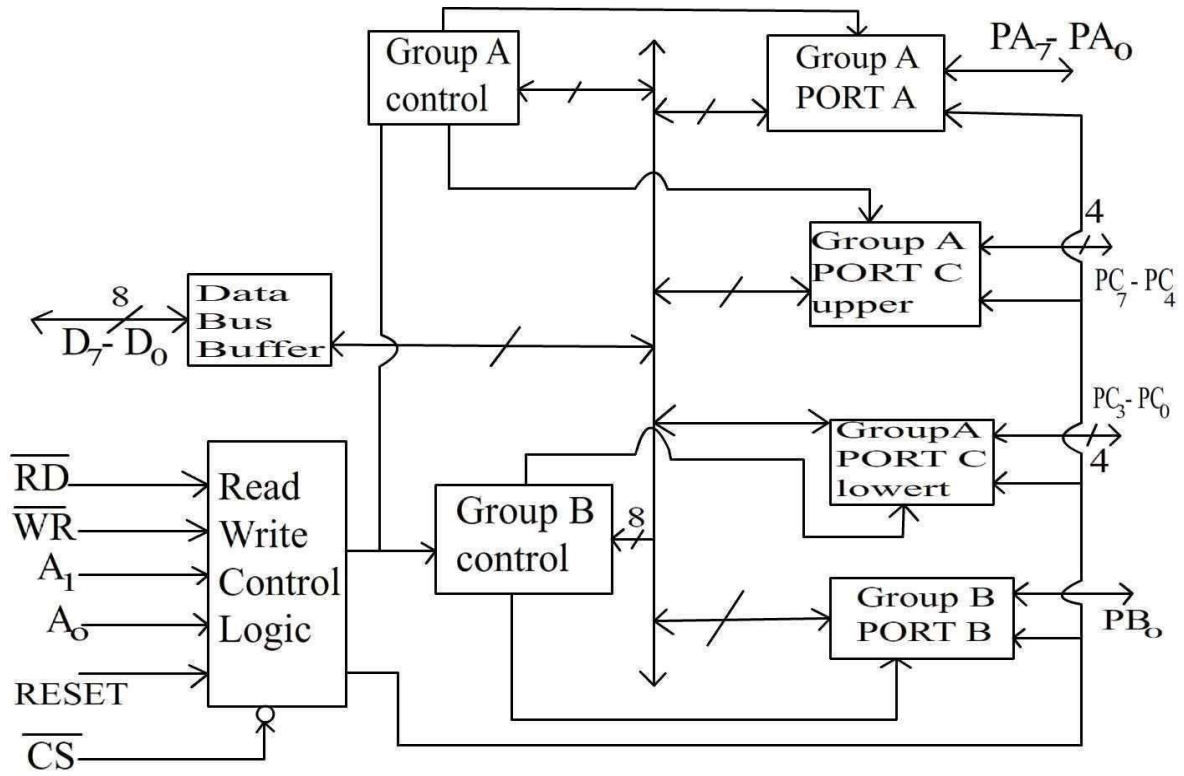 Group A
control
Group A
PORT A
PA₇- PA₀
4
Group A
PORT C
upper
PC₇- PC₄
8
D₇- D₀
Data
Bus
Buffer
PC₃- PC₀
4
GroupA
PORT C
lowert
RD
WR
A₁
A₀
RESET
CS
Read
Write
Control
Logic
Group B
control
8
Group B
PORT B
PB₀